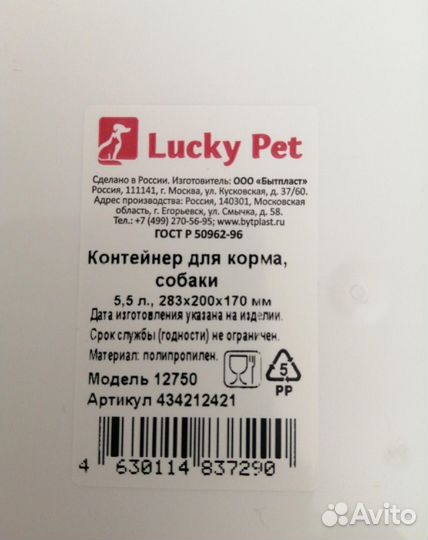 Lucky Pet
Сделано в России. Изготовитель: ООО «Бытпласт»
Россия, 111141, г. Москва, ул. Кусковская, д. 37/60.
Адрес производства: Россия, 140301, Московская
область, г. Егорьевск, ул. Смычка, д. 58.
Тел.: +7 (499) 270-56-95; www.bytplast.ru
ГОСТ Р 50962-96
Контейнер для корма,
собаки
5,5 л., 283x200x170 мм
Дата изготовления указана на изделии.
Срок службы (годности) не ограничен.
Материал: полипропилен.
Модель 12750
Артикул 434212421
5
PP
4 630114 837290
Avito